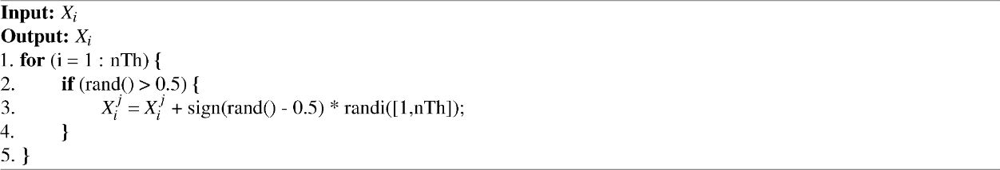 Input: X_i
Output: X_i
1. for (i = 1 : nTh) {
2. if (rand() > 0.5) {
3. X_i^j = X_i^j + sign(rand() - 0.5) * randi([1,nTh]);
4. }
5. }